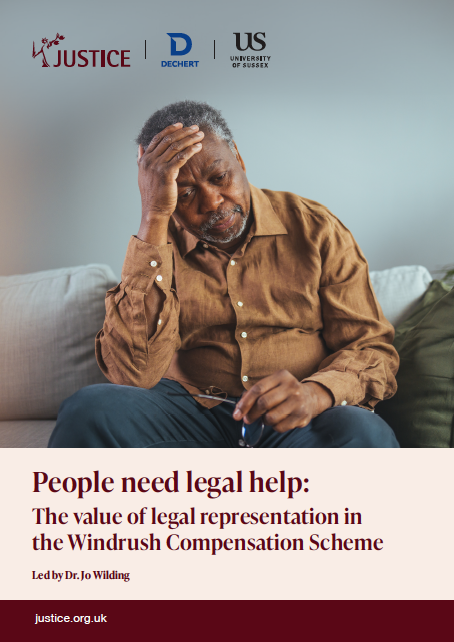 JUSTICE
D
DECHERT
US
UNIVERSITY
OF SUSSEX
People need legal help:
The value of legal representation in
the Windrush Compensation Scheme
Led by Dr. Jo Wilding
justice.org.uk